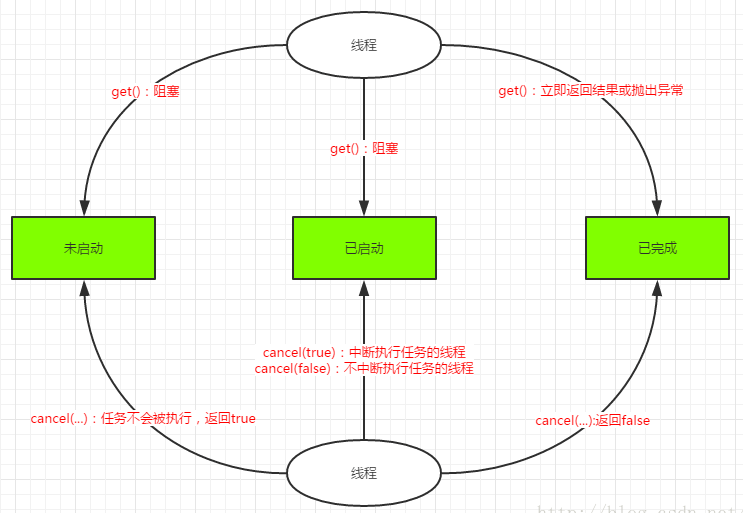 线程
get()：阻塞
get()：立即返回结果或抛出异常
get()：阻塞
未启动
已启动
已完成
cancel(true)：中断执行任务的线程
cancel(false)：不中断执行任务的线程
cancel(...)：任务不会被执行，返回true
cancel(...):返回false
线程